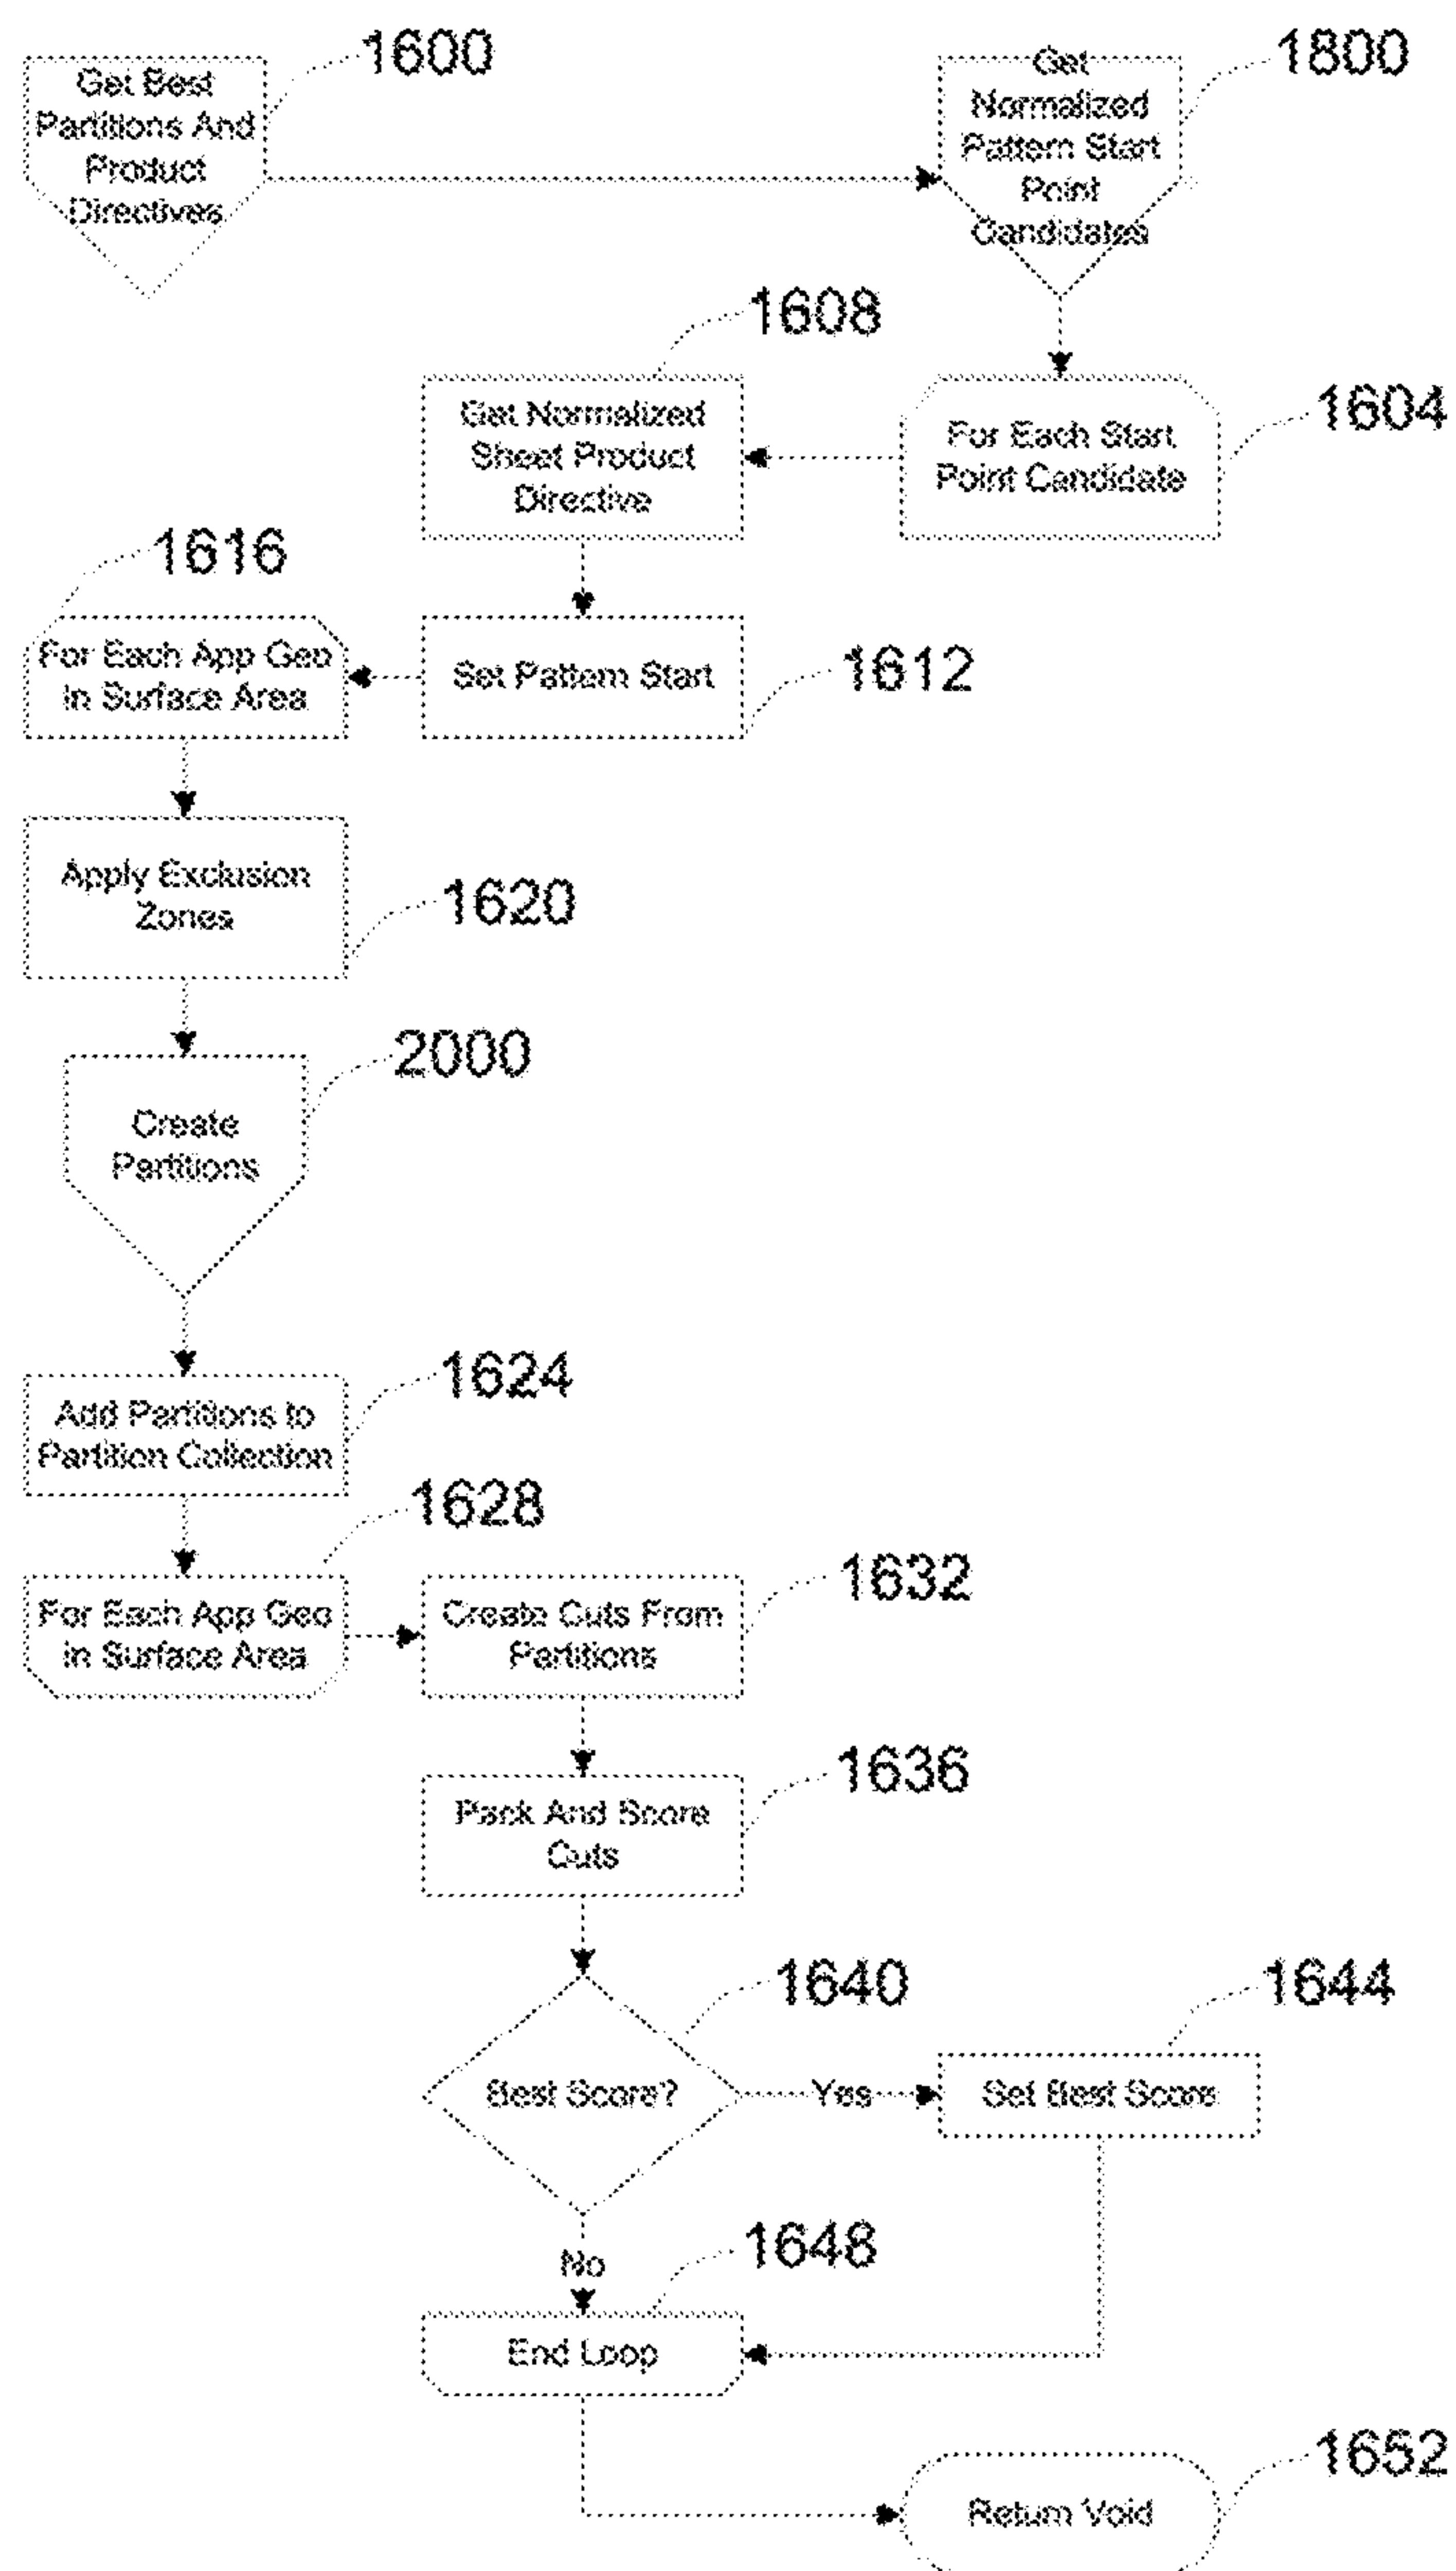 1600
Get Best
Partitions And
Product
Directives
1800
Get
Normalized
Pattern Start
Point
Candidates
1608
Get Normalized
Sheet Product
Directive
1604
For Each Start
Point Candidate
1616
For Each App Geo
in Surface Area
Set Pattern Start
1612
Apply Exclusion
Zones
1620
2000
Create
Partitions
1624
Add Partitions to
Partition Collection
1628
For Each App Geo
in Surface Area
1632
Create Cuts From
Partitions
1636
Pack And Score
Cuts
1640
Best Score?
Yes
1644
Set Best Score
No
1648
End Loop
1652
Return Void